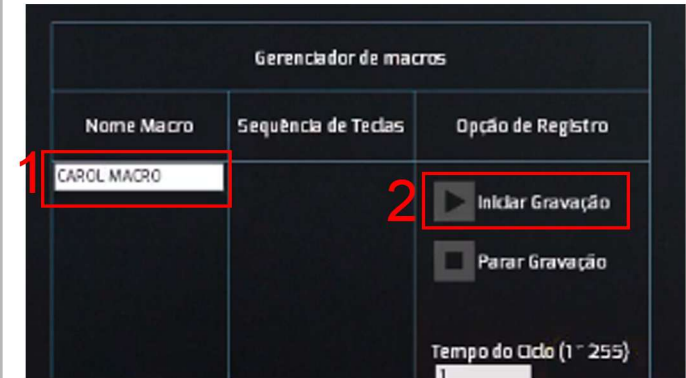 Gerenciador de macros
Nome Macro Sequência de Teclas Opção de Registro
1 CAROL MACRO
2 Iniciar Gravação
Parar Gravação
Tempo do Ciclo (1~255)
1